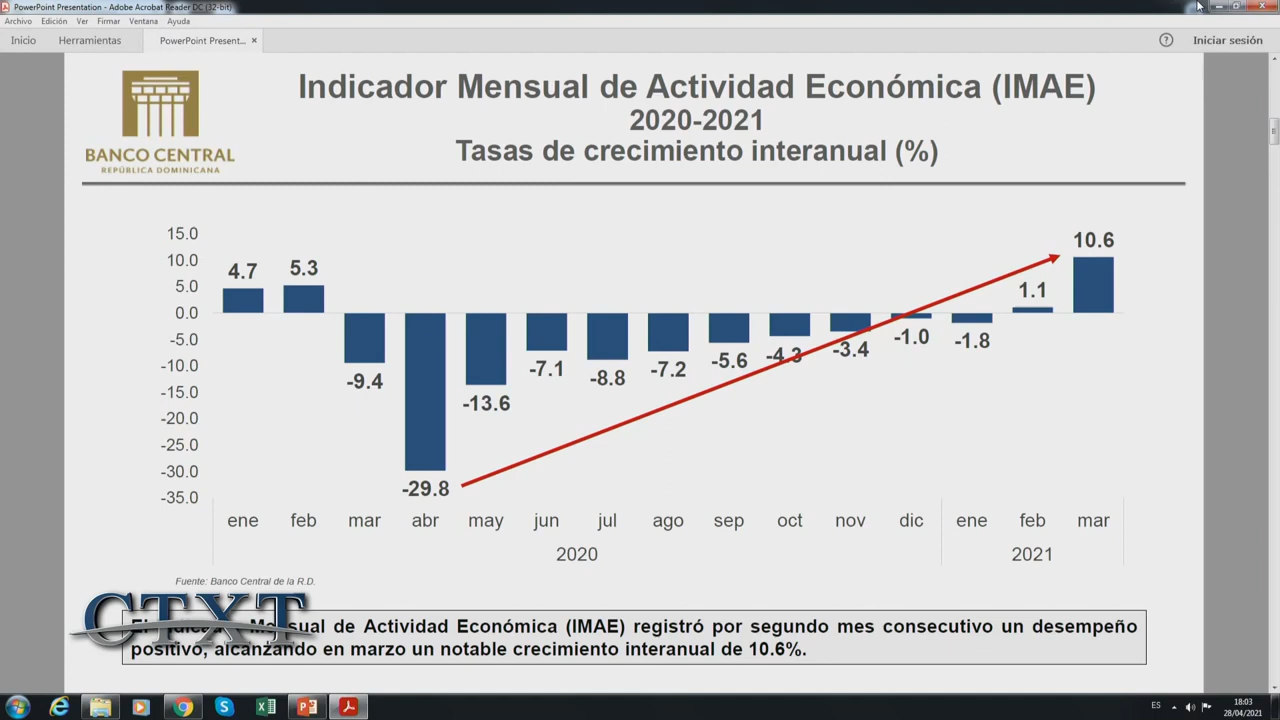 PowerPoint Presentation - Adobe Acrobat Reader DC (32-bit)
Archivo Edición Ver Firmar Ventana Ayuda
Inicio Herramientas PowerPoint Present... × ? Iniciar sesión
BANCO CENTRAL
REPÚBLICA DOMINICANA
Indicador Mensual de Actividad Económica (IMAE)
2020-2021
Tasas de crecimiento interanual (%)
15.0
10.0
5.0
0.0
-5.0
-10.0
-15.0
-20.0
-25.0
-30.0
-35.0
4.7 5.3 -9.4 -29.8 -13.6 -7.1 -8.8 -7.2 -5.6 -4.3 -3.4 -1.0 -1.8 1.1 10.6
ene feb mar abr may jun jul ago sep oct nov dic ene feb mar
2020 2021
Fuente: Banco Central de la R.D.
CTXT
El Mensual de Actividad Económica (IMAE) registró por segundo mes consecutivo un desempeño
positivo, alcanzando en marzo un notable crecimiento interanual de 10.6%.
ES 18:03
28/04/2021